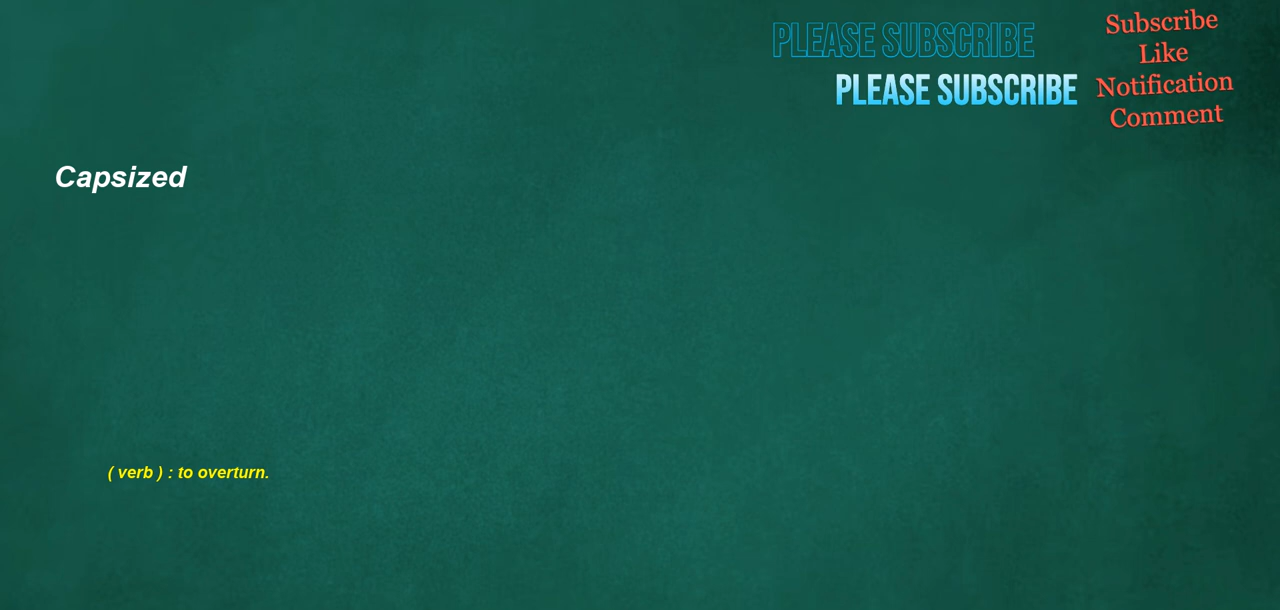 PLEASE SUBSCRIBE
PLEASE SUBSCRIBE
Subscribe
Like
Notification
Comment
Capsized
( verb ) : to overturn.